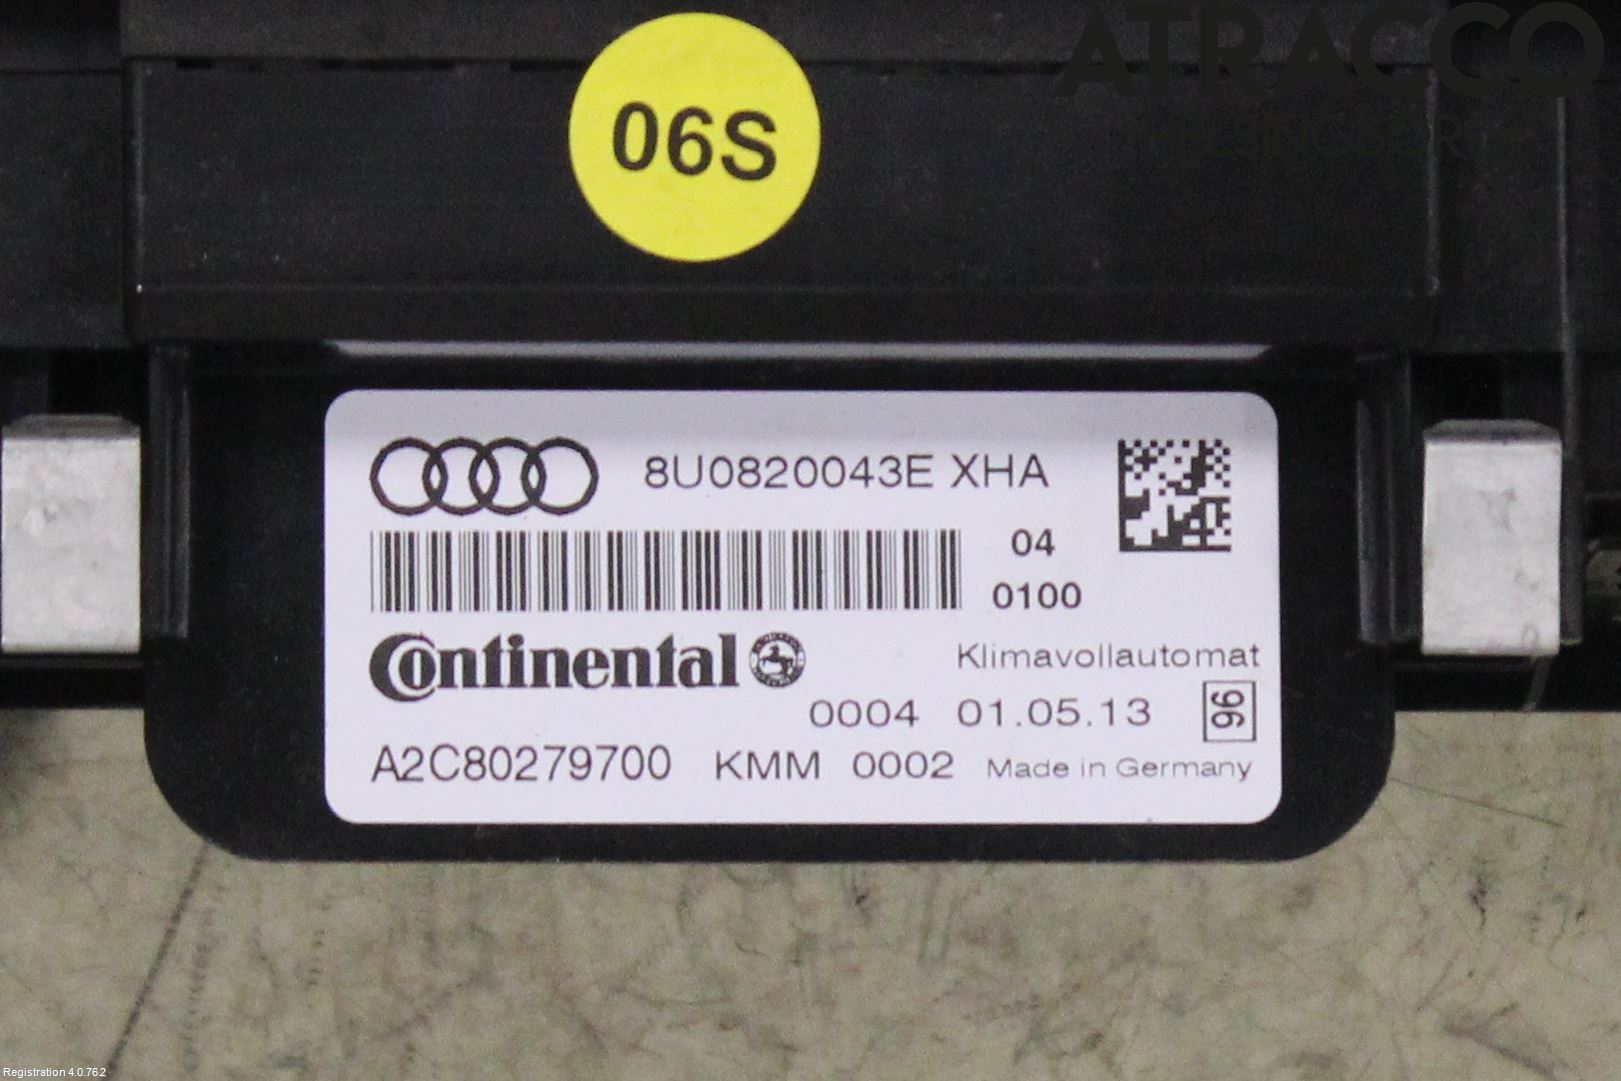 ATRACCO
HELSINGBORG
06S
8U0820043E XHA
04
0100
Continental
Klimavollautomat
0004 01.05.13
96
A2C80279700 KMM 0002 Made in Germany
Registration 4.0.762